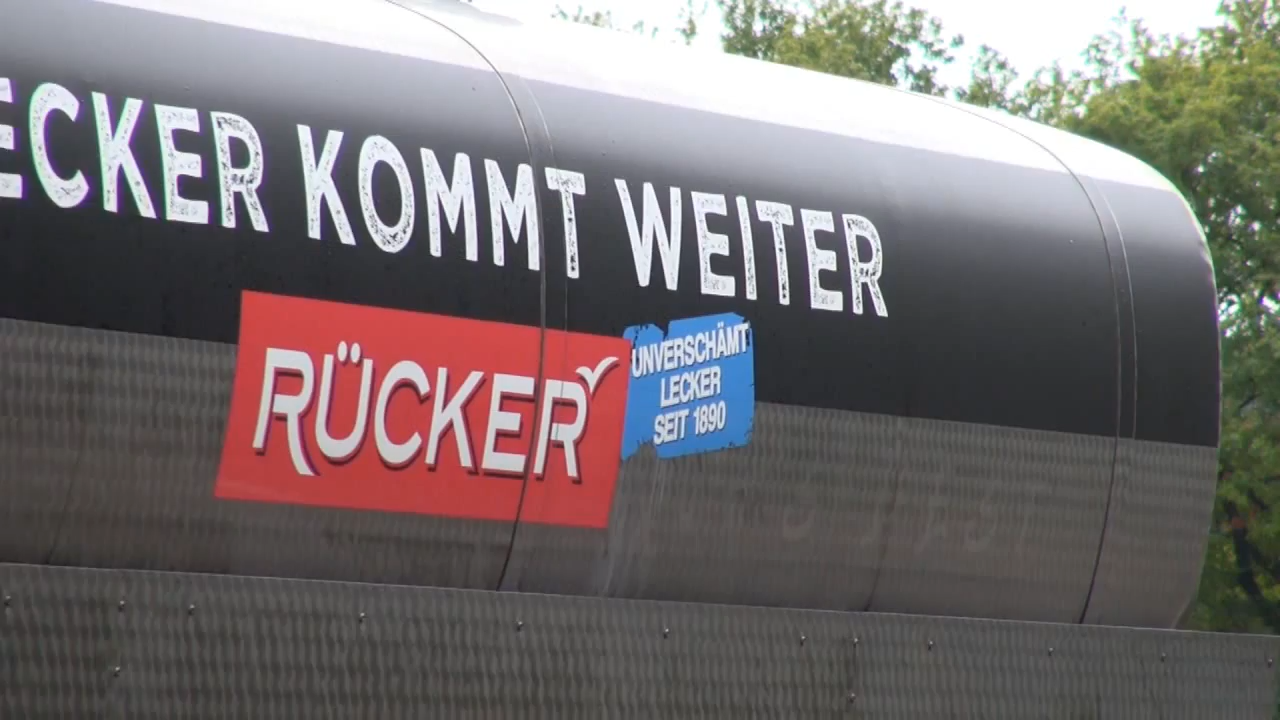 ECKER KOMMT WEITER
RÜCKER
UNVERSCHÄMT
LECKER
SEIT 1890